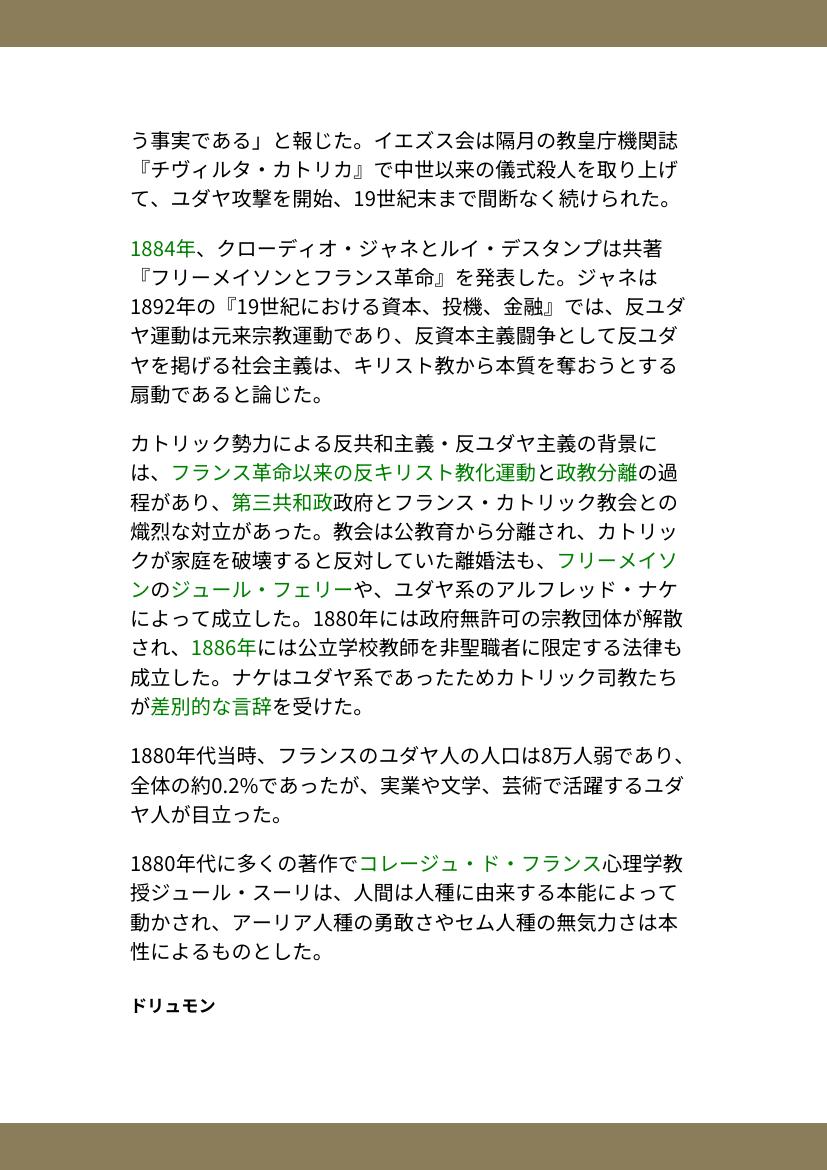 う事実である」と報じた。イエズス会は隔月の教皇庁機関誌
『チヴィルタ・カトリカ』で中世以来の儀式殺人を取り上げ
て、ユダヤ攻撃を開始、19世紀末まで間断なく続けられた。
1884年、クローディオ・ジャネとルイ・デスタンプは共著
『フリーメイソンとフランス革命』を発表した。ジャネは
1892年の『19世紀における資本、投機、金融』では、反ユダ
ヤ運動は元来宗教運動であり、反資本主義闘争として反ユダ
ヤを掲げる社会主義は、キリスト教から本質を奪おうとする
扇動であると論じた。
カトリック勢力による反共和主義・反ユダヤ主義の背景に
は、フランス革命以来の反キリスト教化運動と政教分離の過
程があり、第三共和政政府とフランス・カトリック教会との
熾烈な対立があった。教会は公教育から分離され、カトリッ
クが家庭を破壊すると反対していた離婚法も、フリーメイソ
ンのジュール・フェリーや、ユダヤ系のアルフレッド・ナケ
によって成立した。1880年には政府無許可の宗教団体が解散
され、1886年には公立学校教師を非聖職者に限定する法律も
成立した。ナケはユダヤ系であったためカトリック司教たち
が差別的な言辞を受けた。
1880年代当時、フランスのユダヤ人の人口は8万人弱であり、
全体の約0.2%であったが、実業や文学、芸術で活躍するユダ
ヤ人が目立った。
1880年代に多くの著作でコレージュ・ド・フランス心理学教
授ジュール・スーリは、人間は人種に由来する本能によって
動かされ、アーリア人種の勇敢さやセム人種の無気力さは本
性によるものとした。
ドリュモン